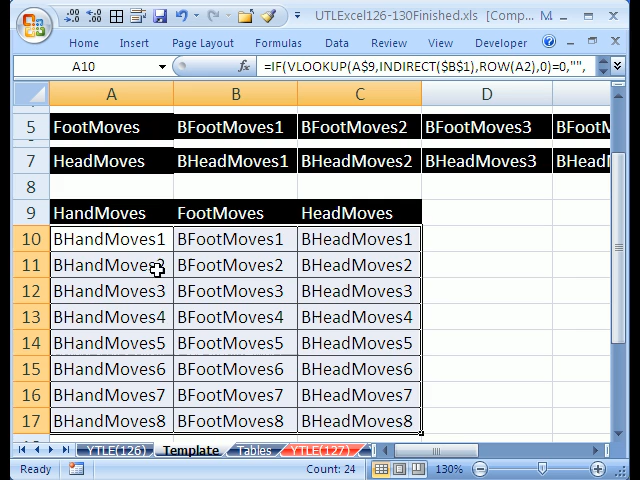 UTLExcel126-130Finished.xls [Comp...
Home Insert Page Layout Formulas Data Review View Developer
A10 fx =IF(VLOOKUP(A$9,INDIRECT($B$1),ROW(A2),0)=0,"",
A B C D
5 FootMoves BFootMoves1 BFootMoves2 BFootMoves3 BFootM
7 HeadMoves BHeadMoves1 BHeadMoves2 BHeadMoves3 BHead
8
9 HandMoves FootMoves HeadMoves
10 BHandMoves1 BFootMoves1 BHeadMoves1
11 BHandMoves2 BFootMoves2 BHeadMoves2
12 BHandMoves3 BFootMoves3 BHeadMoves3
13 BHandMoves4 BFootMoves4 BHeadMoves4
14 BHandMoves5 BFootMoves5 BHeadMoves5
15 BHandMoves6 BFootMoves6 BHeadMoves6
16 BHandMoves7 BFootMoves7 BHeadMoves7
17 BHandMoves8 BFootMoves8 BHeadMoves8
YTLE(126) Template Tables YTLE(127)
Ready Count: 24 130%